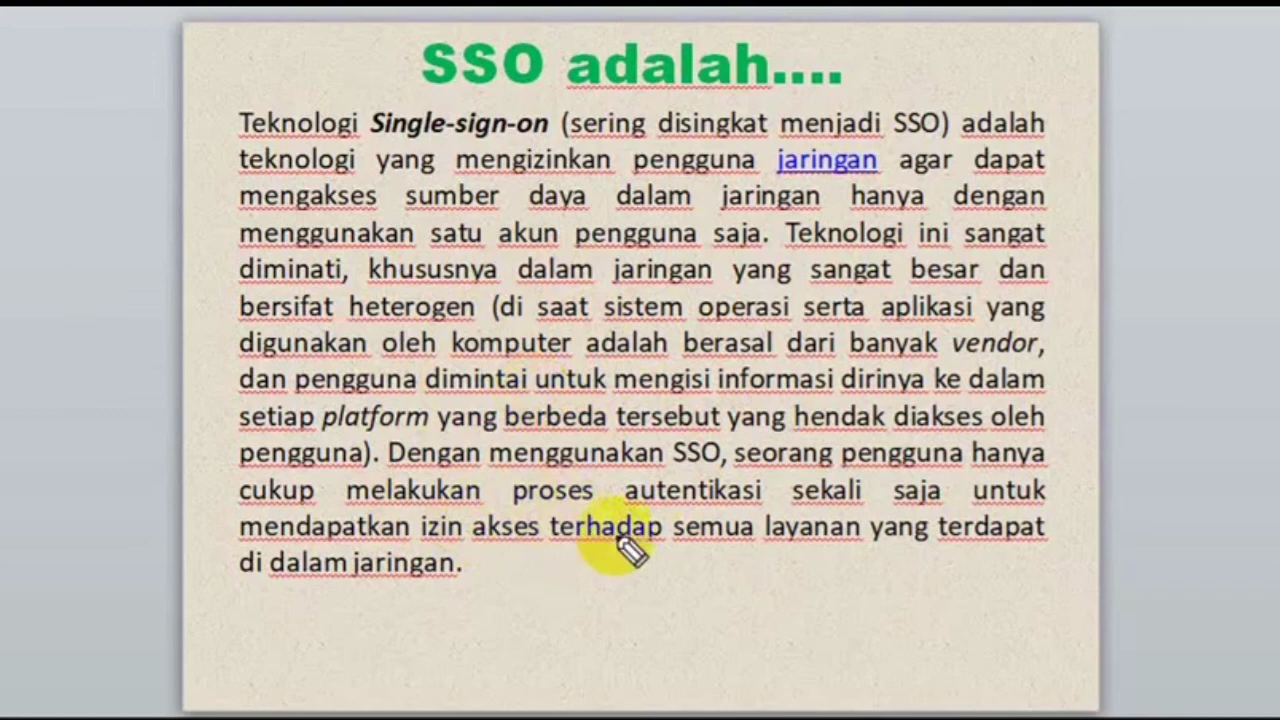 SSO adalah....
Teknologi Single-sign-on (sering disingkat menjadi SSO) adalah
teknologi yang mengizinkan pengguna jaringan agar dapat
mengakses sumber daya dalam jaringan hanya dengan
menggunakan satu akun pengguna saja. Teknologi ini sangat
diminati, khususnya dalam jaringan yang sangat besar dan
bersifat heterogen (di saat sistem operasi serta aplikasi yang
digunakan oleh komputer adalah berasal dari banyak vendor,
dan pengguna dimintai untuk mengisi informasi dirinya ke dalam
setiap platform yang berbeda tersebut yang hendak diakses oleh
pengguna). Dengan menggunakan SSO, seorang pengguna hanya
cukup melakukan proses autentikasi sekali saja untuk
mendapatkan izin akses terhadap semua layanan yang terdapat
di dalam jaringan.